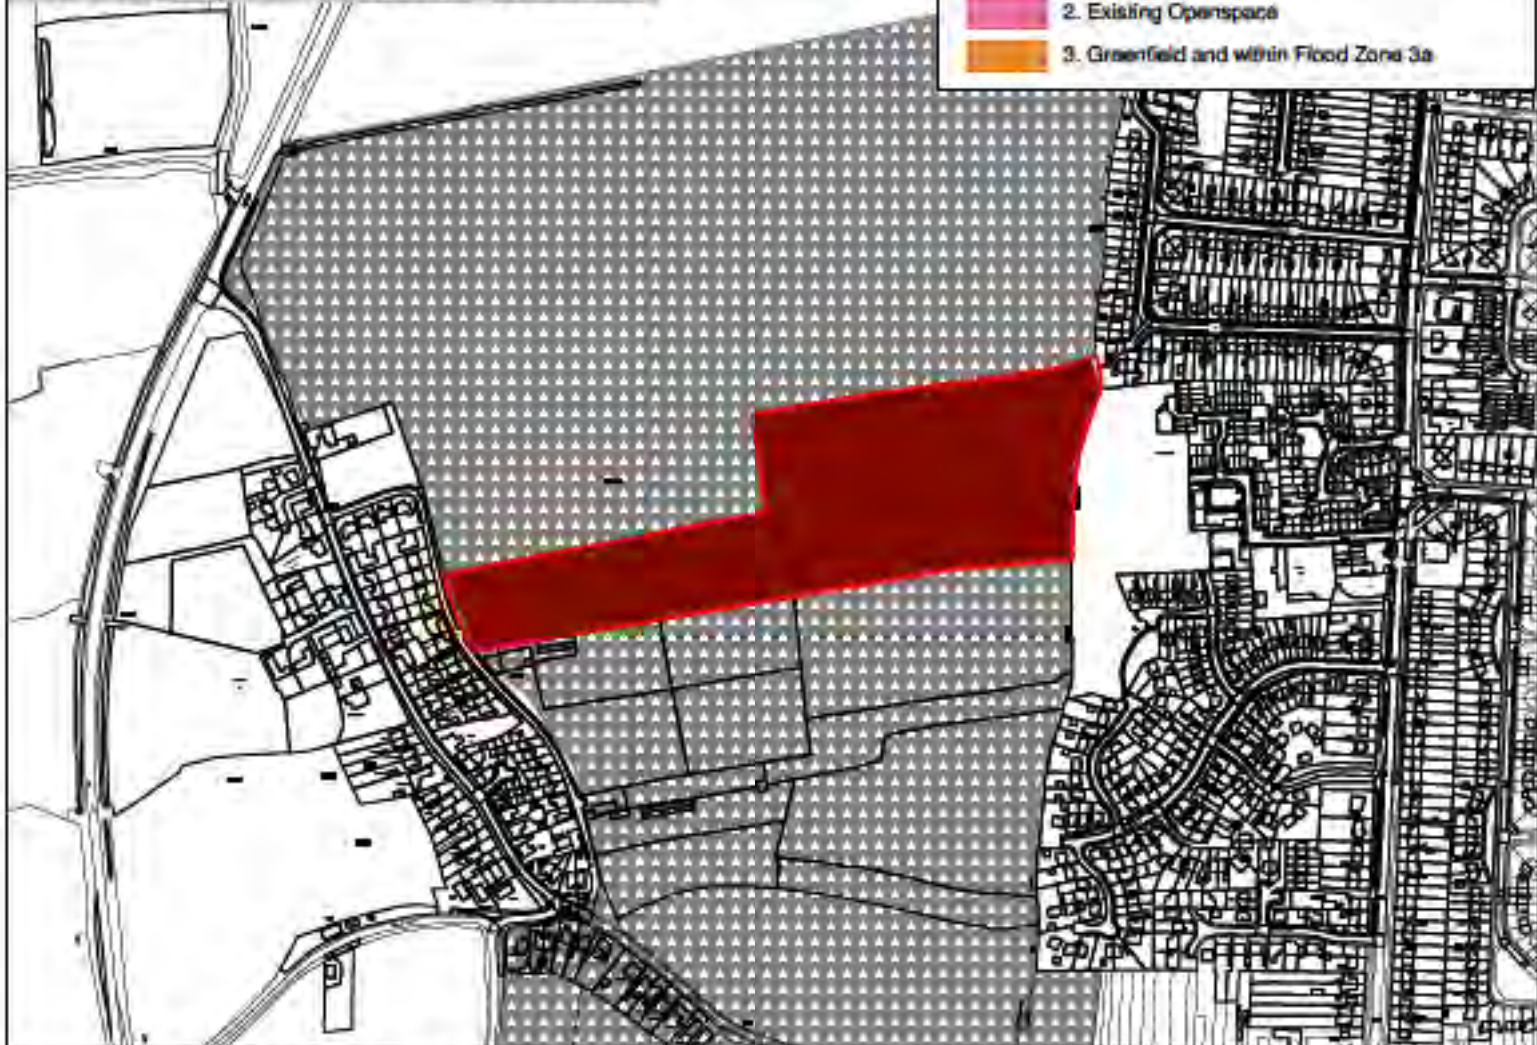 2. Existing Openspace
3. Greenfield and within Flood Zone 3a